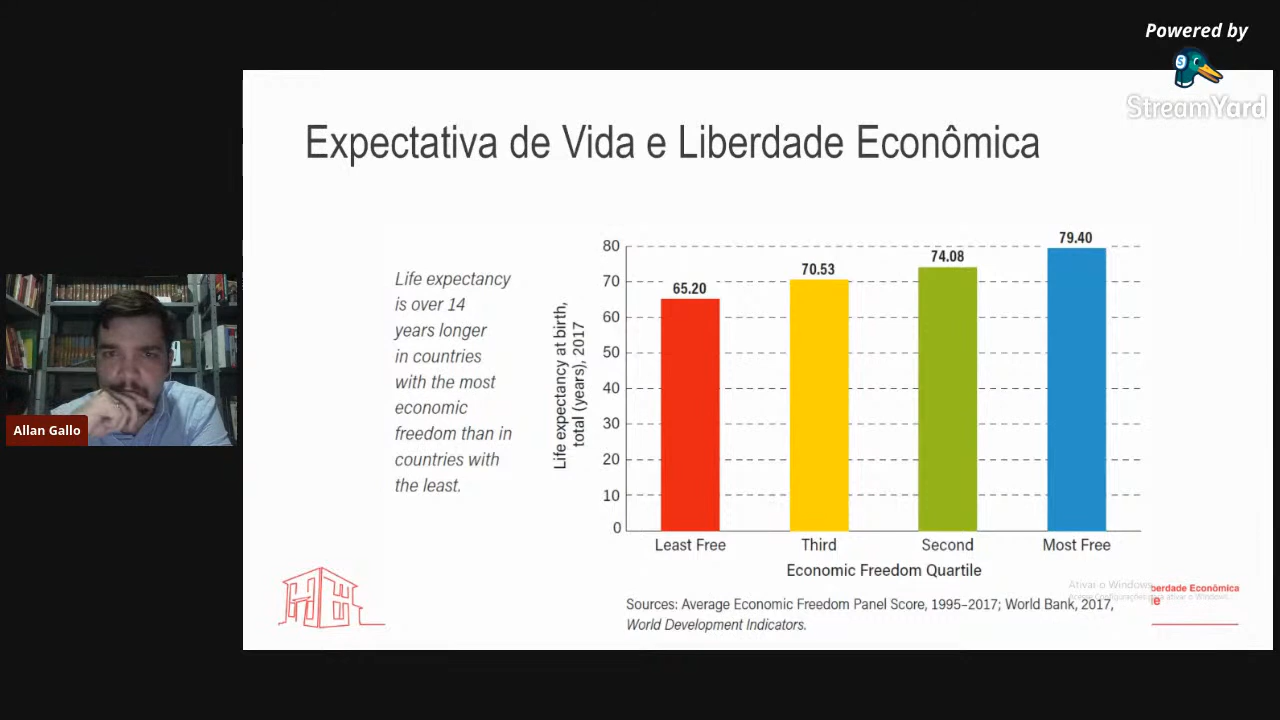 Powered by
StreamYard
Expectativa de Vida e Liberdade Econômica
Life expectancy
is over 14
years longer
in countries
with the most
economic
freedom than in
countries with
the least.
Life expectancy at birth,
total (years), 2017
80
70
60
50
40
30
20
10
0
65.20
70.53
74.08
79.40
Least Free
Third
Second
Most Free
Economic Freedom Quartile
Sources: Average Economic Freedom Panel Score, 1995–2017; World Bank, 2017,
World Development Indicators.
Allan Gallo
Ativar o Windows
Liberdade Econômica